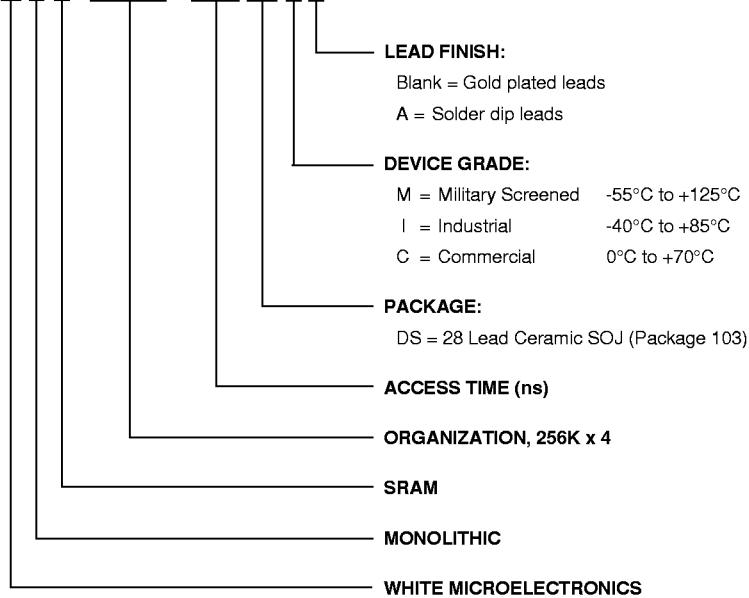 LEAD FINISH:
Blank = Gold plated leads
A = Solder dip leads
DEVICE GRADE:
M = Military Screened -55°C to +125°C
I = Industrial -40°C to +85°C
C = Commercial 0°C to +70°C
PACKAGE:
DS = 28 Lead Ceramic SOJ (Package 103)
ACCESS TIME (ns)
ORGANIZATION, 256K x 4
SRAM
MONOLITHIC
WHITE MICROELECTRONICS